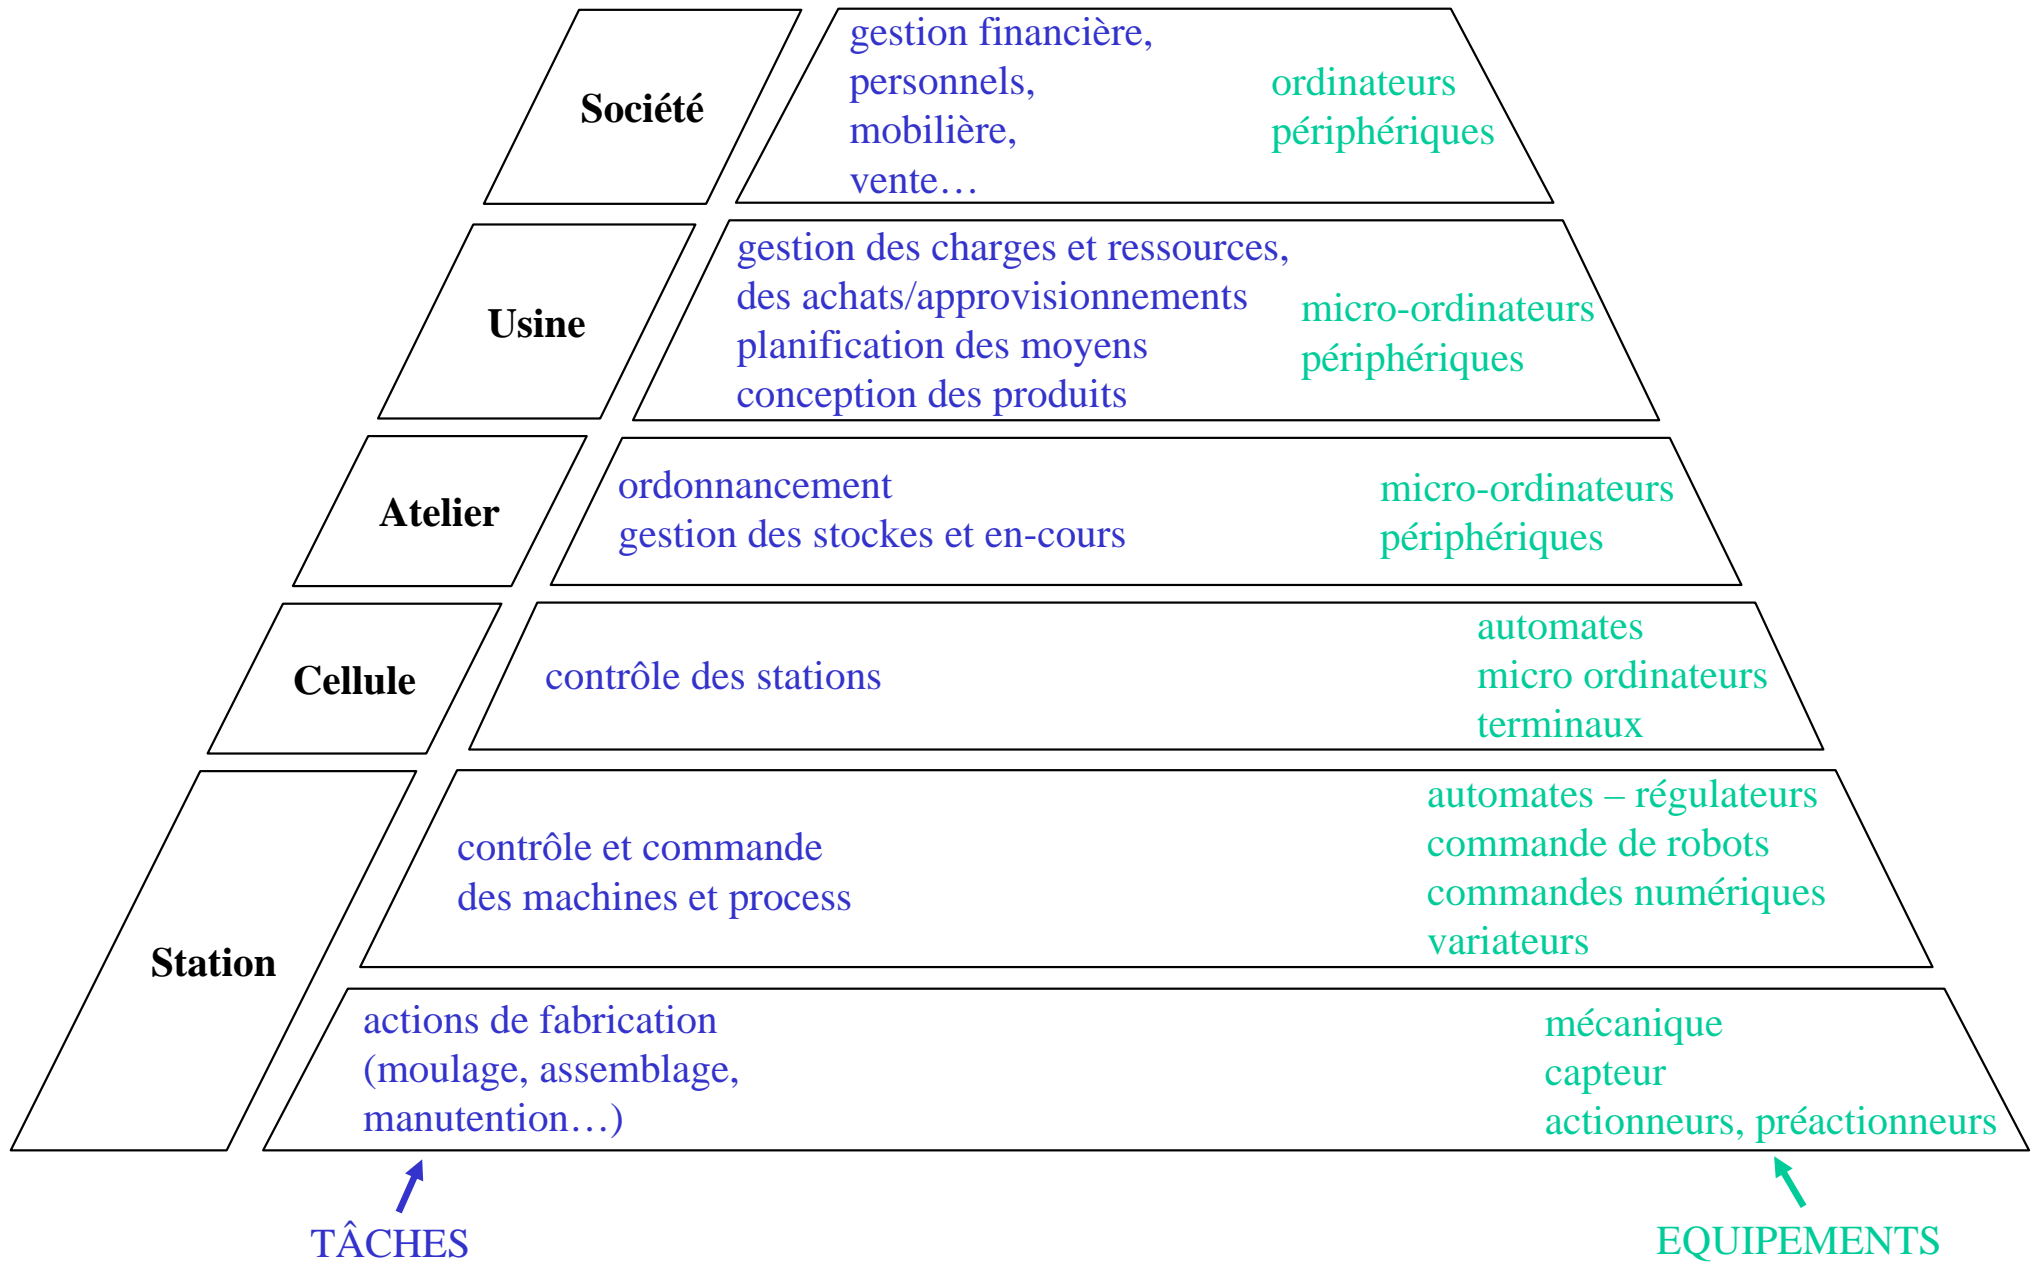 Société
gestion financière,
personnels,
mobilière,
vente…
ordinateurs
périphériques
Usine
gestion des charges et ressources,
des achats/approvisionnements
planification des moyens
conception des produits
micro-ordinateurs
périphériques
Atelier
ordonnancement
gestion des stockes et en-cours
micro-ordinateurs
périphériques
Cellule
contrôle des stations
automates
micro ordinateurs
terminaux
Station
contrôle et commande
des machines et process
automates – régulateurs
commande de robots
commandes numériques
variateurs
actions de fabrication
(moulage, assemblage,
manutention…)
mécanique
capteur
actionneurs, préactionneurs
TÂCHES
EQUIPEMENTS